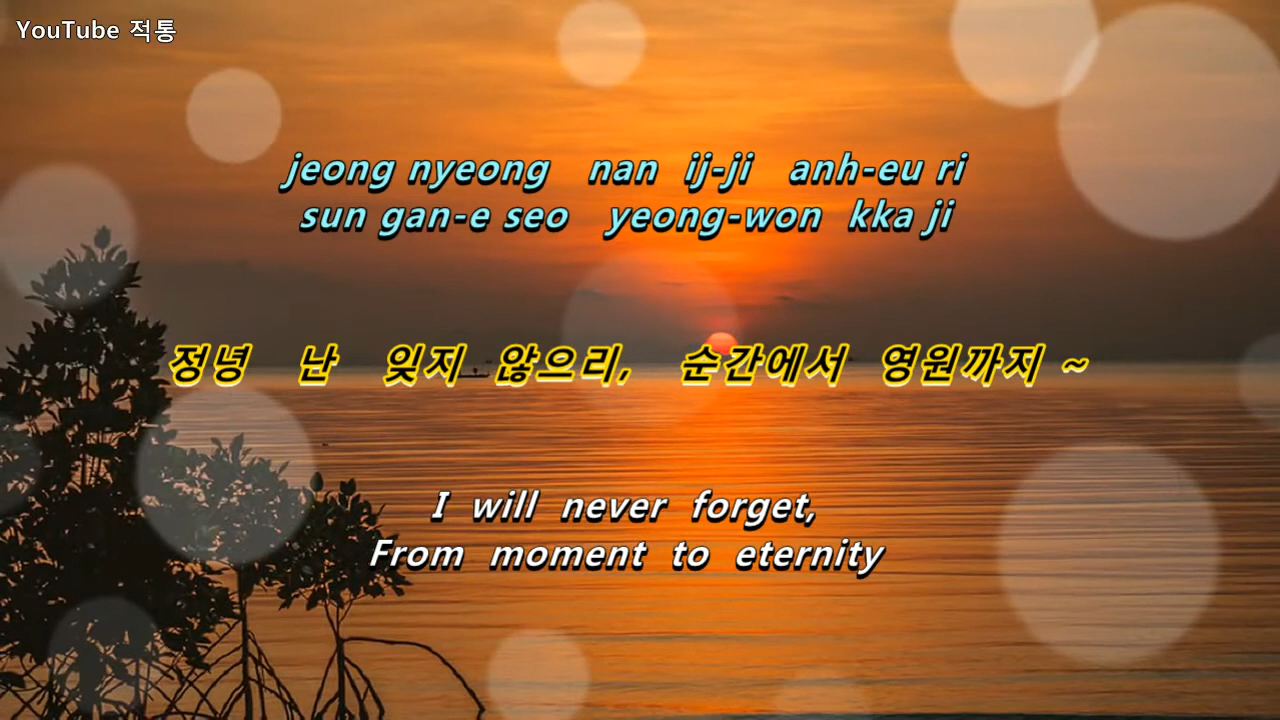 YouTube 적통
jeong nyeong nan ij-ji anh-eu ri
sun gan-e seo yeong-won kka ji
정녕 난 잊지 않으리, 순간에서 영원까지 ~
I will never forget,
From moment to eternity